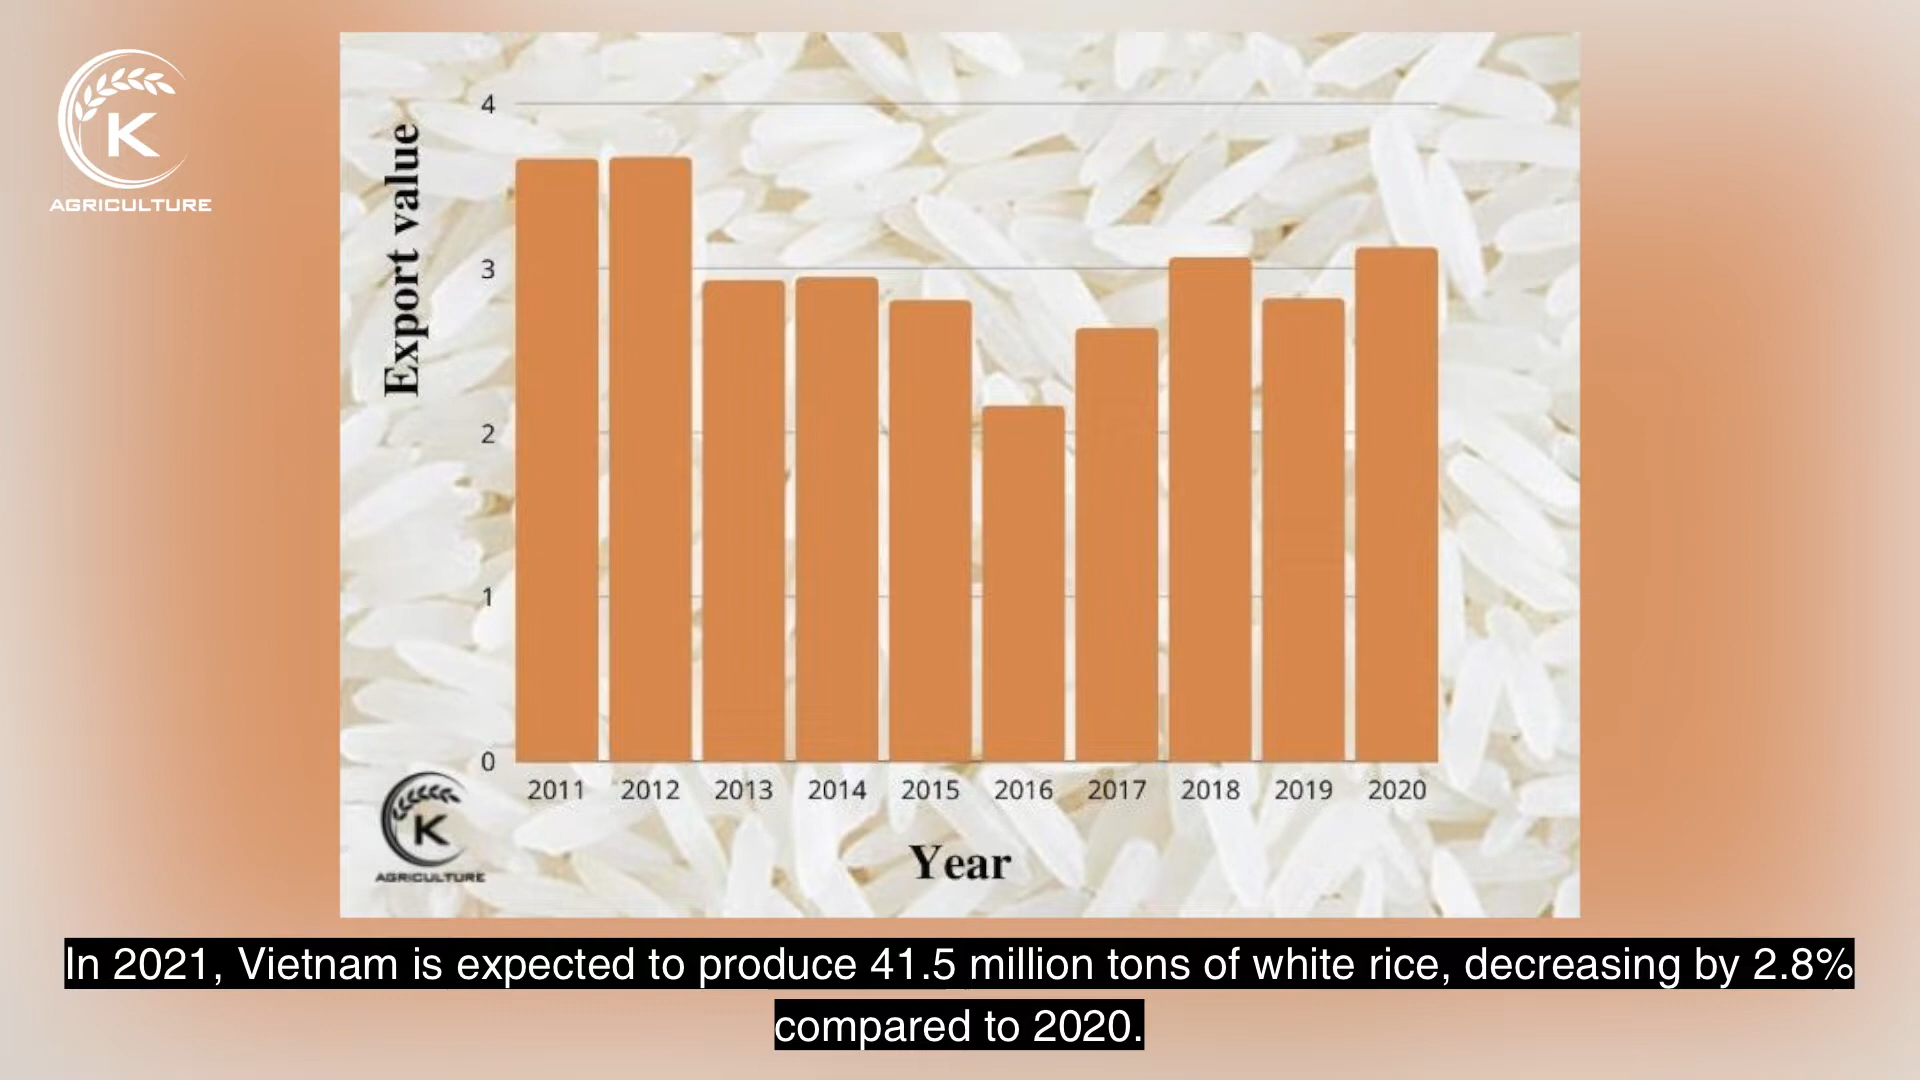 K
AGRICULTURE
Export value
4
3
2
1
0
2011 2012 2013 2014 2015 2016 2017 2018 2019 2020
Year
K
AGRICULTURE
In 2021, Vietnam is expected to produce 41.5 million tons of white rice, decreasing by 2.8%
compared to 2020.